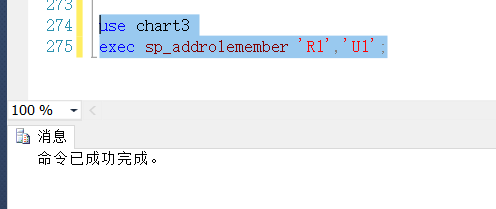 273
274 use chart3
275 exec sp_addrolemember 'R1','U1';
100 %
消息
命令已成功完成。